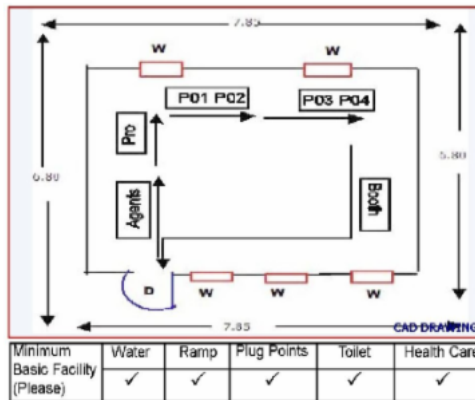 7.85
W W
P01 P02 P03 P04
Pro
5.80
Agents
Booth
D W W W
7.85 CAD DRAWING
Minimum Basic Facility (Please) Water Ramp Plug Points Toilet Health Care
✓ ✓ ✓ ✓ ✓